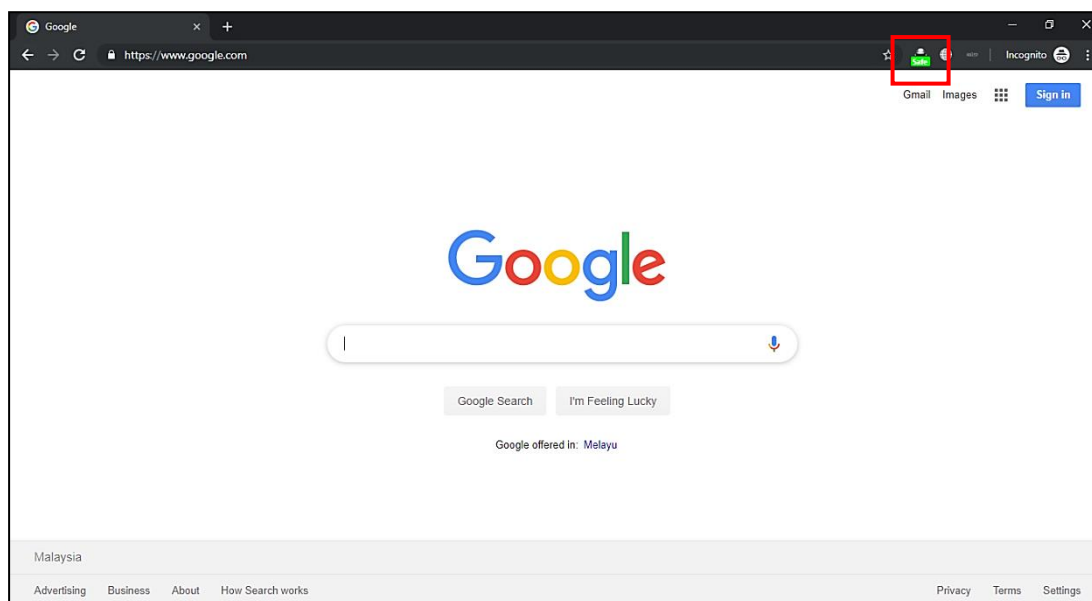 Google
https://www.google.com
Safe
Incognito
Gmail Images
Sign in
Google
Google Search I'm Feeling Lucky
Google offered in: Melayu
Malaysia
Advertising Business About How Search works
Privacy Terms Settings